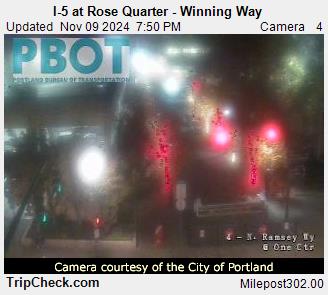 I-5 at Rose Quarter - Winning Way
Updated Nov 09 2024 7:50 PM Camera 4
PBOT
PORTLAND BUREAU OF TRANSPORTATION
4 - N. Ramsey Wy
@ One Ctr
Camera courtesy of the City of Portland
TripCheck.com Milepost302.00